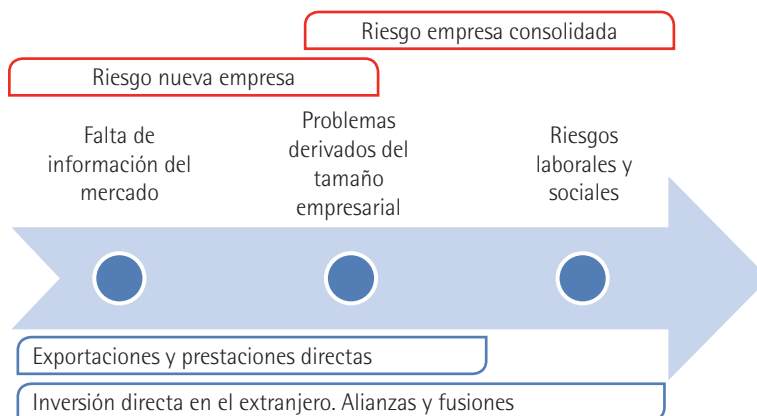 Riesgo empresa consolidada
Riesgo nueva empresa
Falta de
información del
mercado
Problemas
derivados del
tamaño
empresarial
Riesgos
laborales y
sociales
Exportaciones y prestaciones directas
Inversión directa en el extranjero. Alianzas y fusiones